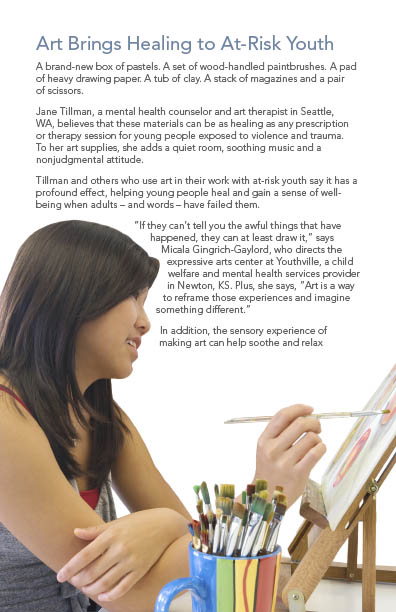 Art Brings Healing to At-Risk Youth
A brand-new box of pastels. A set of wood-handled paintbrushes. A pad
of heavy drawing paper. A tub of clay. A stack of magazines and a pair
of scissors.
Jane Tillman, a mental health counselor and art therapist in Seattle,
WA, believes that these materials can be as healing as any prescription
or therapy session for young people exposed to violence and trauma.
To her art supplies, she adds a quiet room, soothing music and a
nonjudgmental attitude.
Tillman and others who use art in their work with at-risk youth say it has a
profound effect, helping young people heal and gain a sense of well-
being when adults – and words – have failed them.
“If they can’t tell you the awful things that have
happened, they can at least draw it,” says
Micala Gingrich-Gaylord, who directs the
expressive arts center at Youthville, a child
welfare and mental health services provider
in Newton, KS. Plus, she says, “Art is a way
to reframe those experiences and imagine
something different.”
In addition, the sensory experience of
making art can help soothe and relax